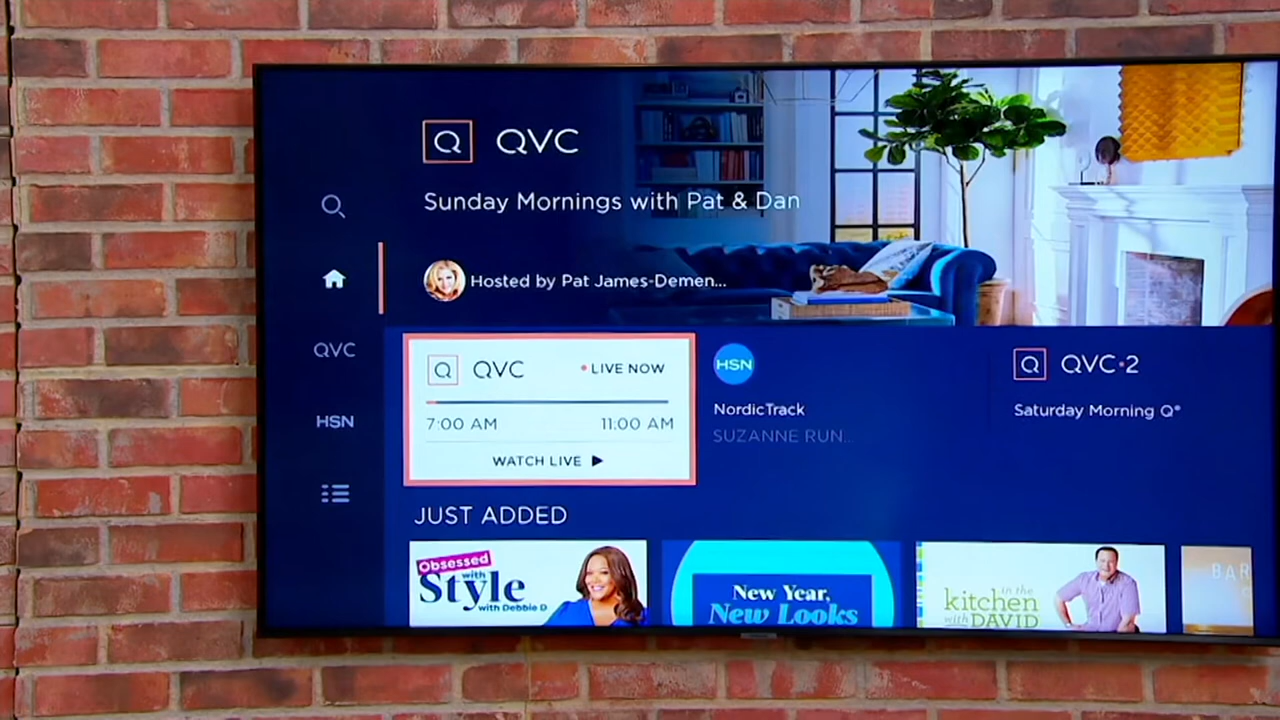 Q QVC
Sunday Mornings with Pat & Dan
Hosted by Pat James-Demen...
QVC
HSN
Q QVC
LIVE NOW
7:00 AM 11:00 AM
WATCH LIVE
HSN
NordicTrack
SUZANNE RUN...
Q QVC•2
Saturday Morning Q®
JUST ADDED
Obsessed
with
Style
with Debbie D
New Year,
New Looks
in the
kitchen
with DAVID
BAR